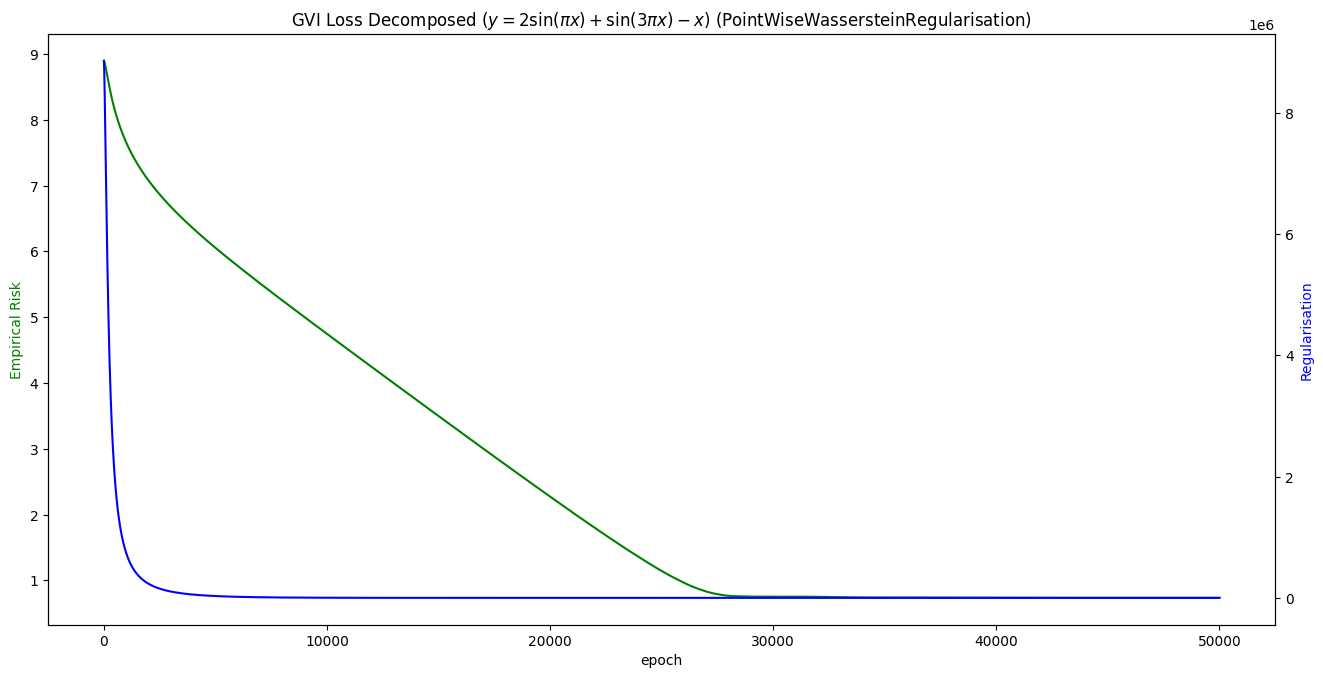 GVI Loss Decomposed (y = 2sin(πx) + sin(3πx) − x) (PointWiseWassersteinRegularisation)
1e6
9
8
7
6
5
4
3
2
1
Empirical Risk
8
6
4
2
0
Regularisation
0 10000 20000 30000 40000 50000
epoch